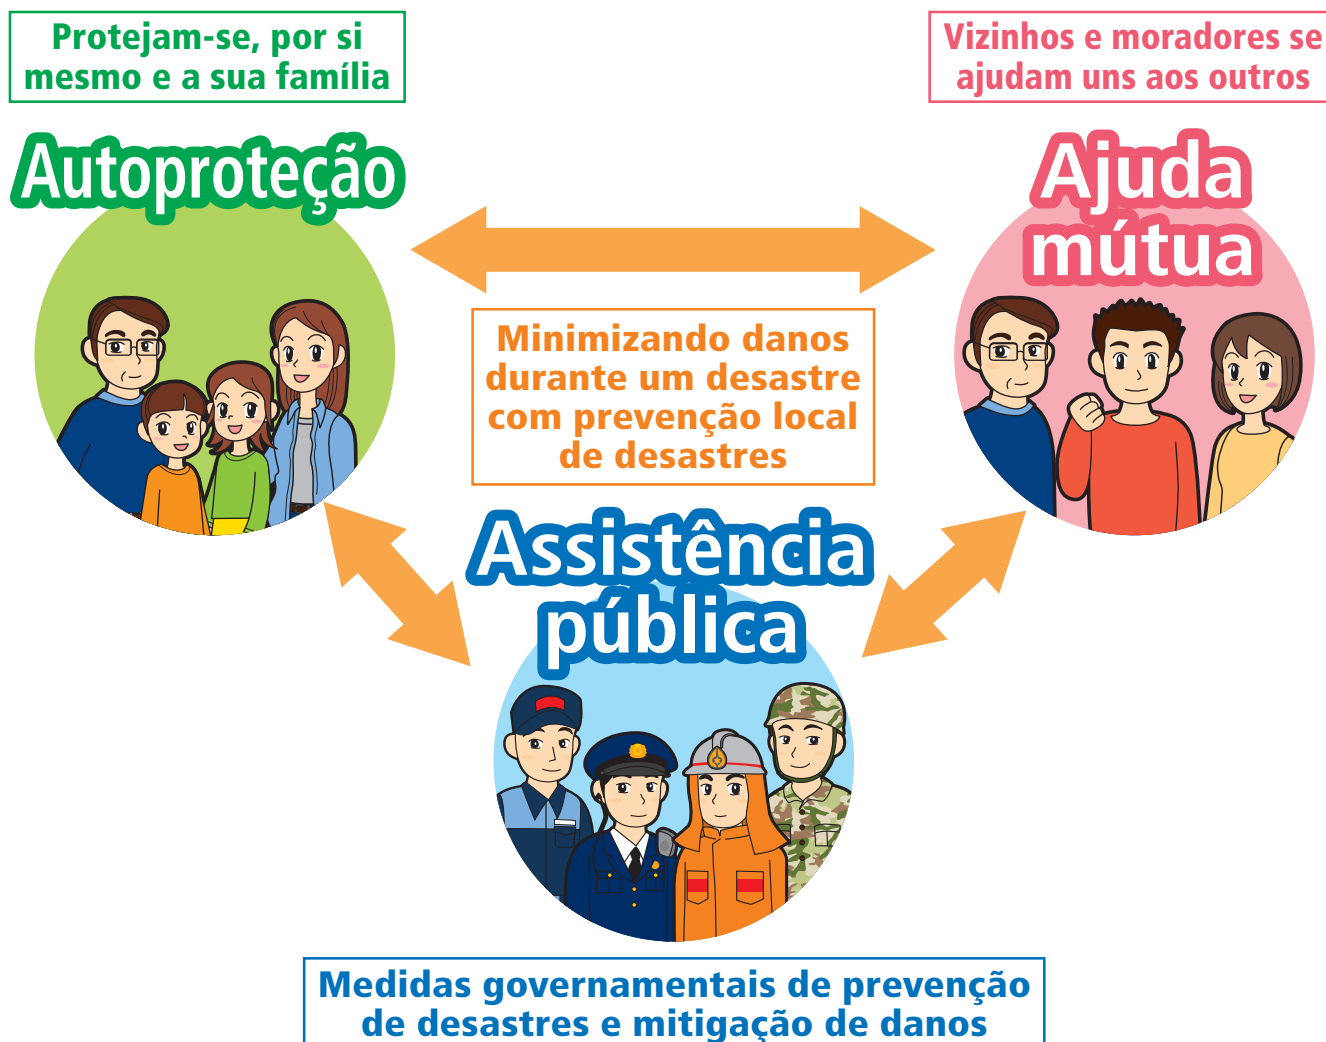 Protejam-se, por si
mesmo e a sua família
Autoproteção
Vizinhos e moradores se
ajudam uns aos outros
Ajuda
mútua
Minimizando danos
durante um desastre
com prevenção local
de desastres
Assistência
pública
Medidas governamentais de prevenção
de desastres e mitigação de danos